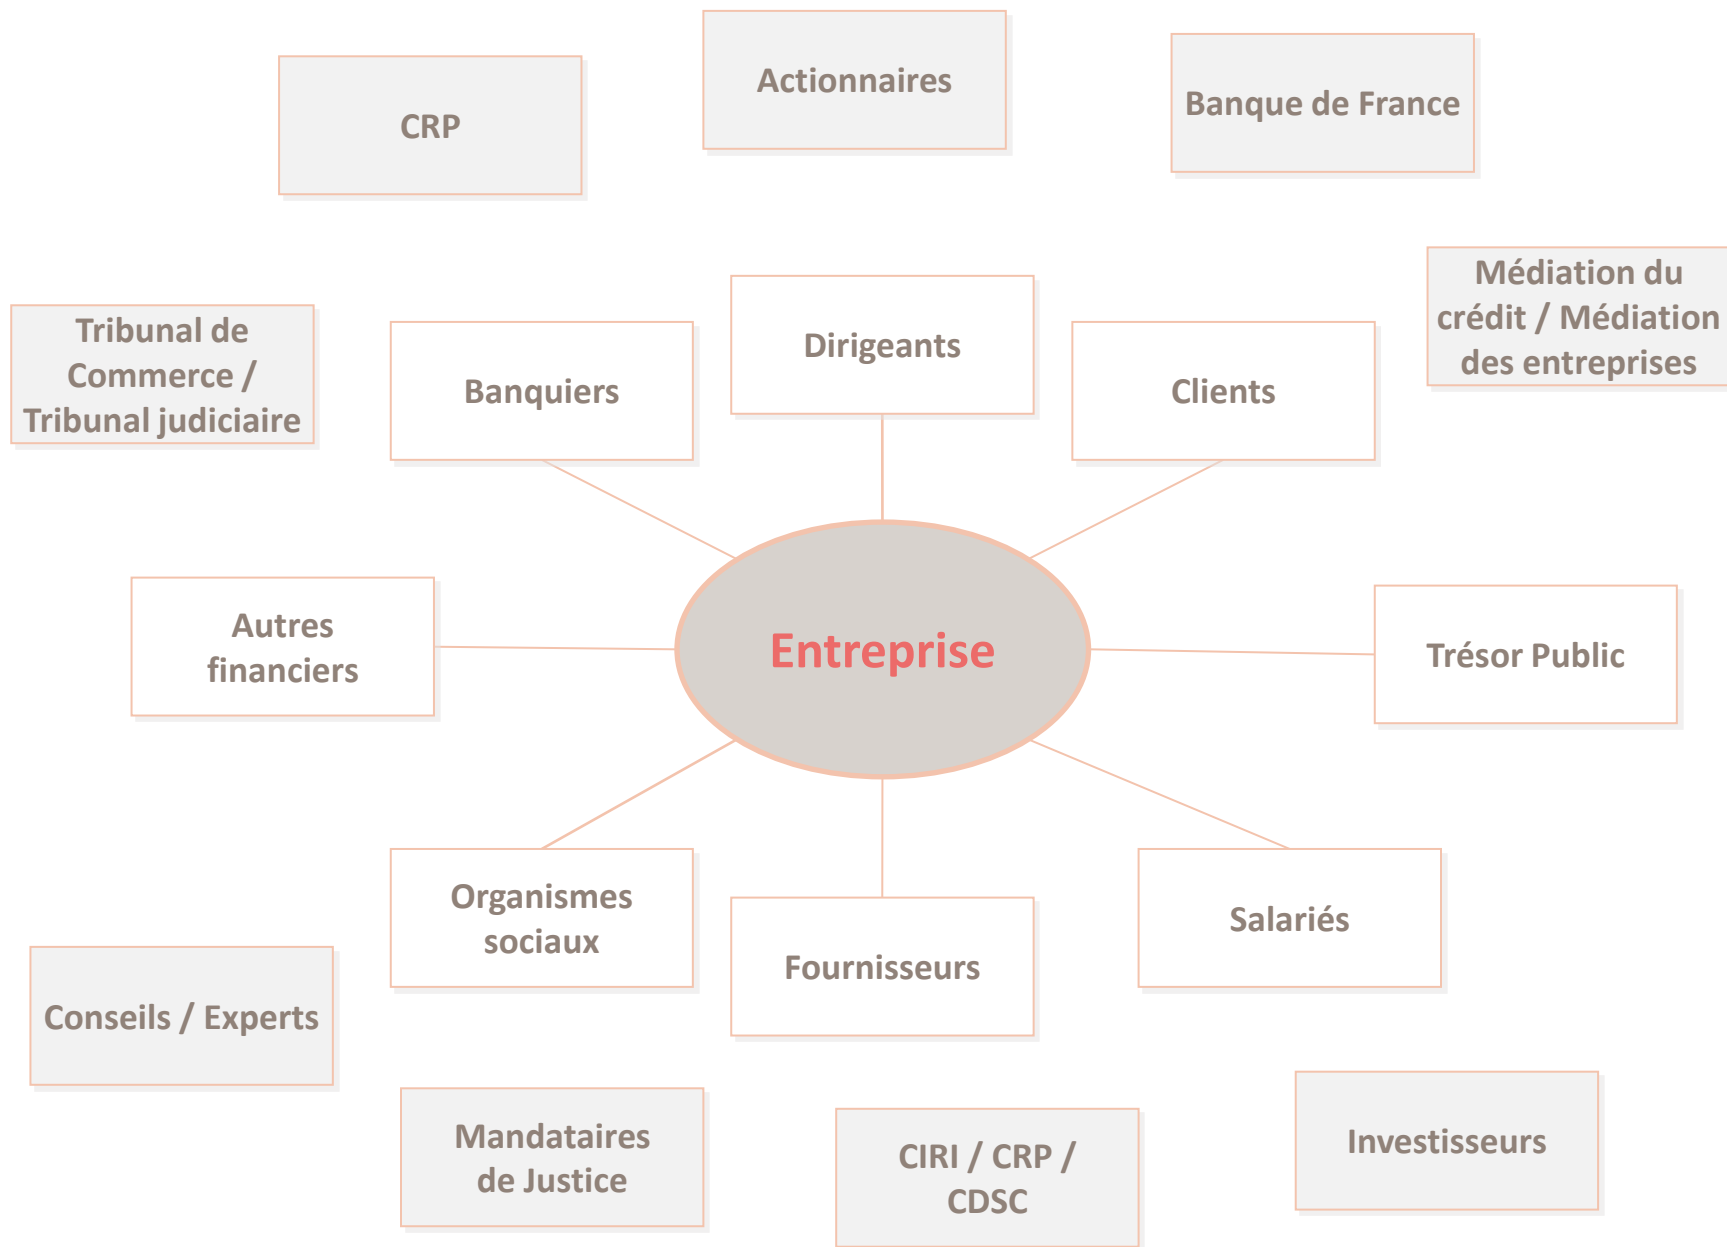 Actionnaires
CRP
Banque de France
Médiation du
crédit / Médiation
des entreprises
Tribunal de
Commerce /
Tribunal judiciaire
Banquiers
Dirigeants
Clients
Autres
financiers
Entreprise
Trésor Public
Organismes
sociaux
Fournisseurs
Salariés
Conseils / Experts
Mandataires
de Justice
CIRI / CRP /
CDSC
Investisseurs